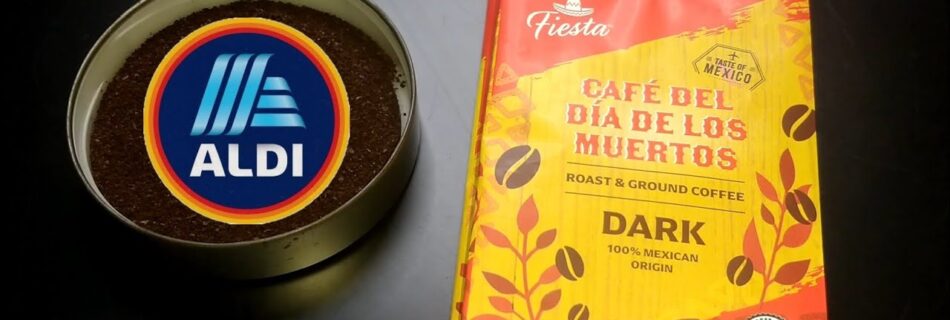 ALDI
Fiesta
TASTE OF
MEXICO
CAFÉ DEL
DÍA DE LOS
MUERTOS
ROAST & GROUND COFFEE
DARK
100% MEXICAN
ORIGIN